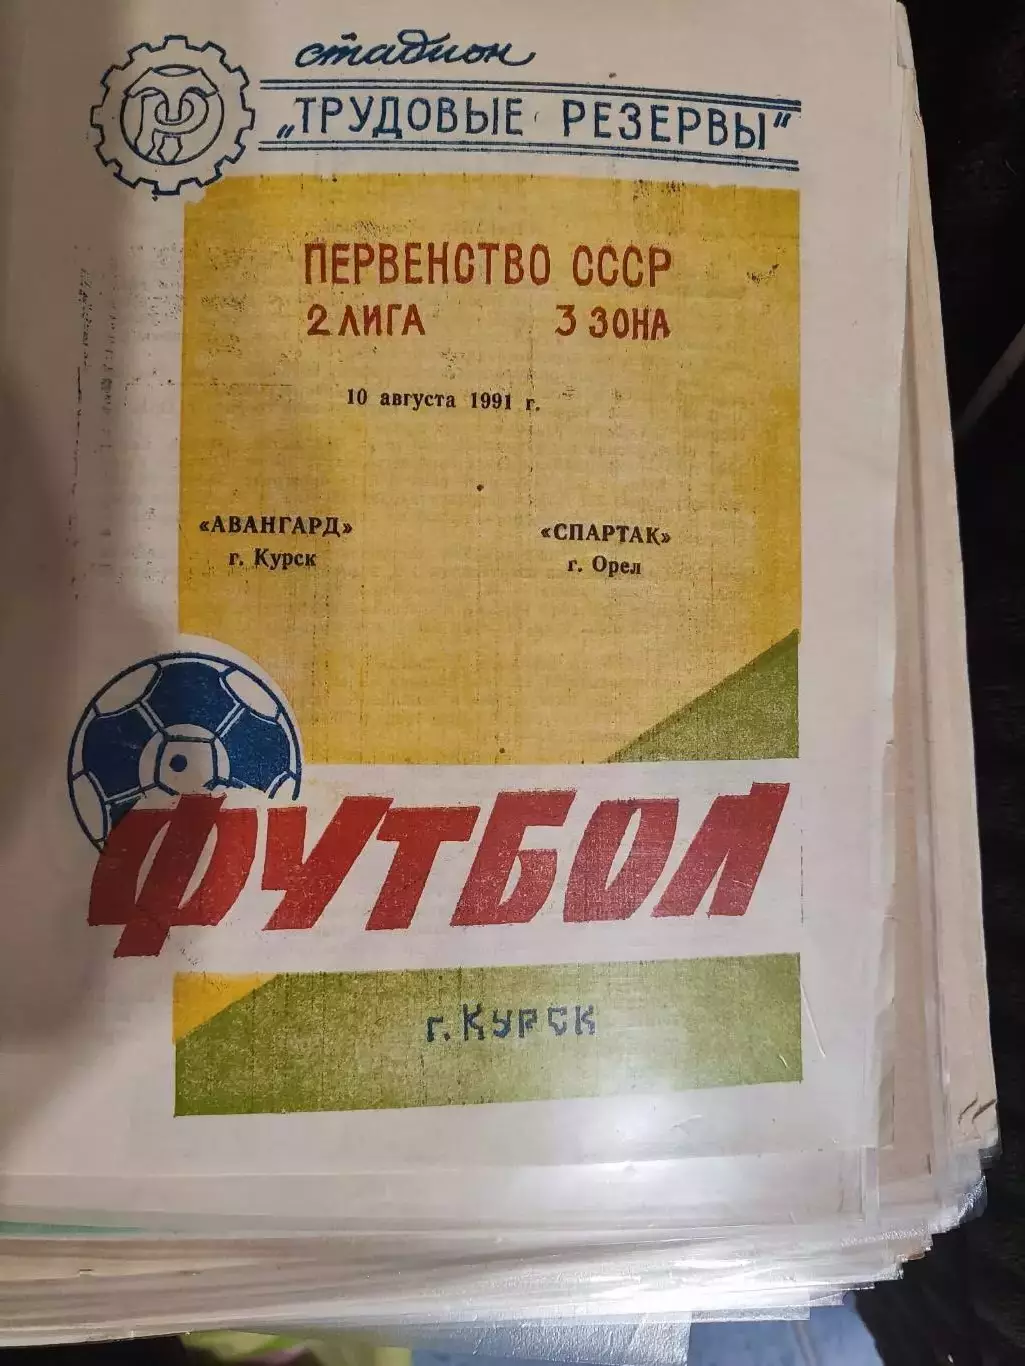 стадион
„ТРУДОВЫЕ РЕЗЕРВЫ"
ПЕРВЕНСТВО СССР
2 ЛИГА 3 ЗОНА
10 августа 1991 г.
«АВАНГАРД» «СПАРТАК»
г. Курск г. Орел
ФУТБОЛ
г. КУРСК